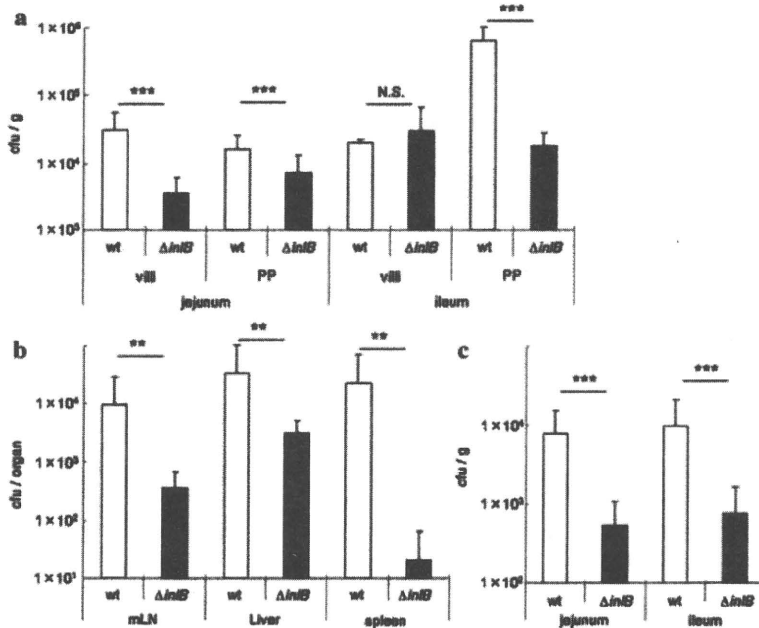 a
1×10⁶
1×10⁵
1×10⁴
1×10³
cfu / g
***
***
N.S.
***
wt ΔinlB wt ΔinlB wt ΔinlB wt ΔinlB
villi PP villi PP
jejunum ileum
b
1×10⁴
1×10³
1×10²
1×10¹
cfu / organ
**
**
**
wt ΔinlB wt ΔinlB wt ΔinlB
mLN Liver spleen
c
1×10⁴
1×10³
1×10²
cfu / g
***
***
wt ΔinlB wt ΔinlB
jejunum ileum